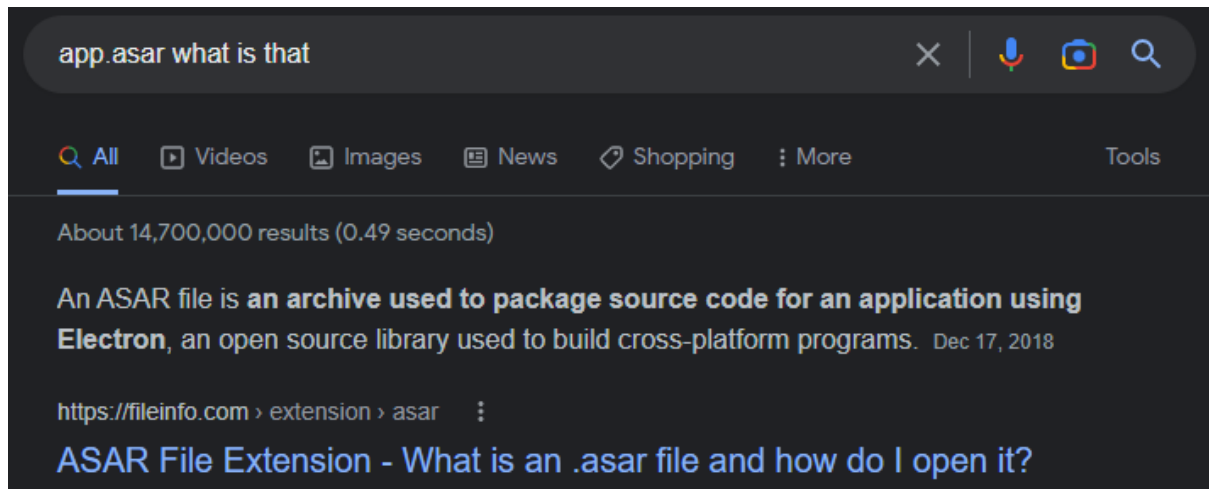 app.asar what is that
All Videos Images News Shopping More Tools
About 14,700,000 results (0.49 seconds)
An ASAR file is an archive used to package source code for an application using
Electron, an open source library used to build cross-platform programs. Dec 17, 2018
https://fileinfo.com › extension › asar
ASAR File Extension - What is an .asar file and how do I open it?